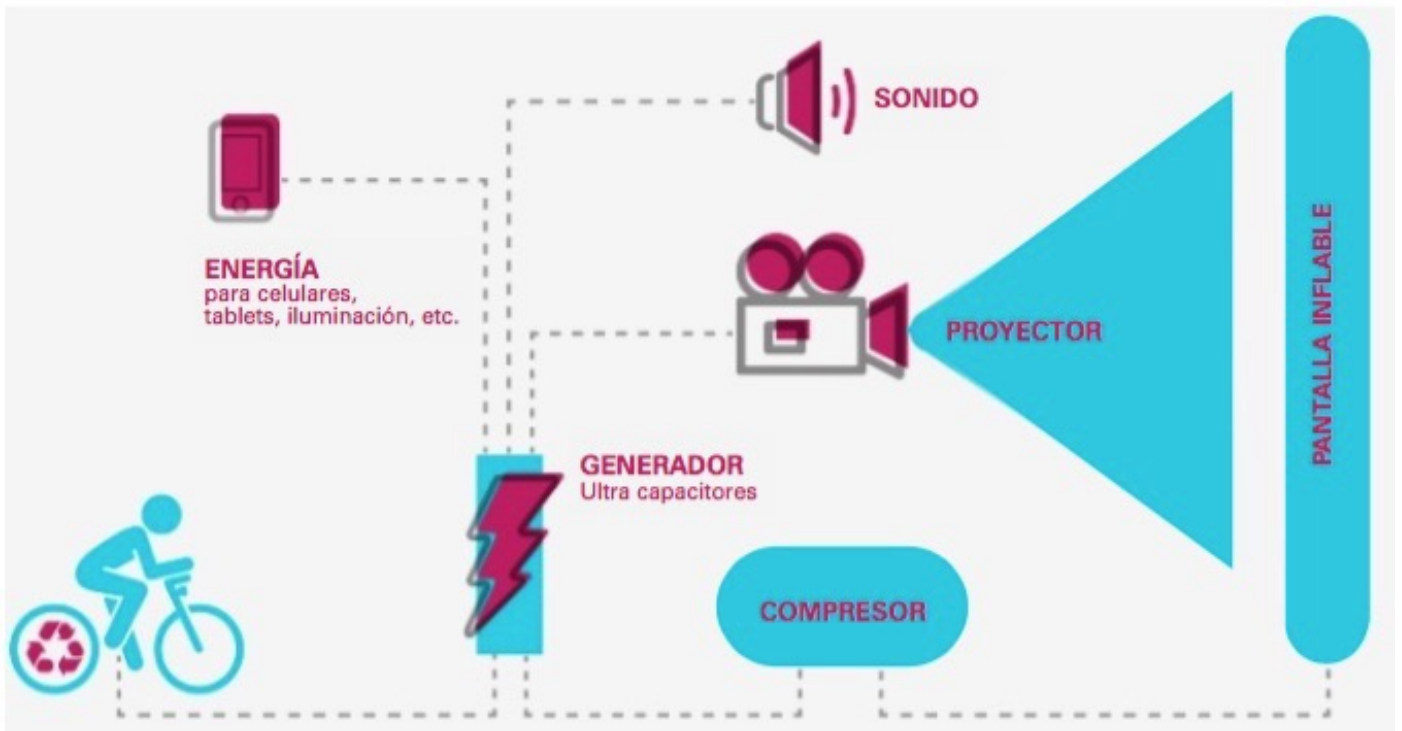 SONIDO
ENERGÍA
para celulares,
tablets, iluminación, etc.
PROYECTOR
PANTALLA INFLABLE
GENERADOR
Ultra capacitores
COMPRESOR